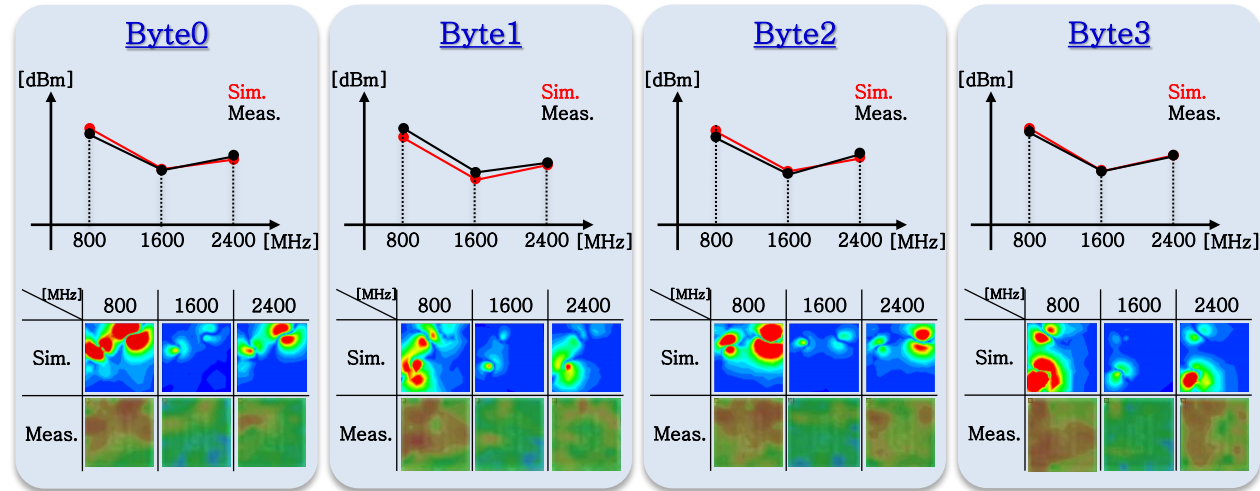 Byte0
[dBm]
Sim.
Meas.
800 1600 2400 [MHz]
[MHz] 800 1600 2400
Sim.
Meas.
Byte1
[dBm]
Sim.
Meas.
800 1600 2400 [MHz]
[MHz] 800 1600 2400
Sim.
Meas.
Byte2
[dBm]
Sim.
Meas.
800 1600 2400 [MHz]
[MHz] 800 1600 2400
Sim.
Meas.
Byte3
[dBm]
Sim.
Meas.
800 1600 2400 [MHz]
[MHz] 800 1600 2400
Sim.
Meas.